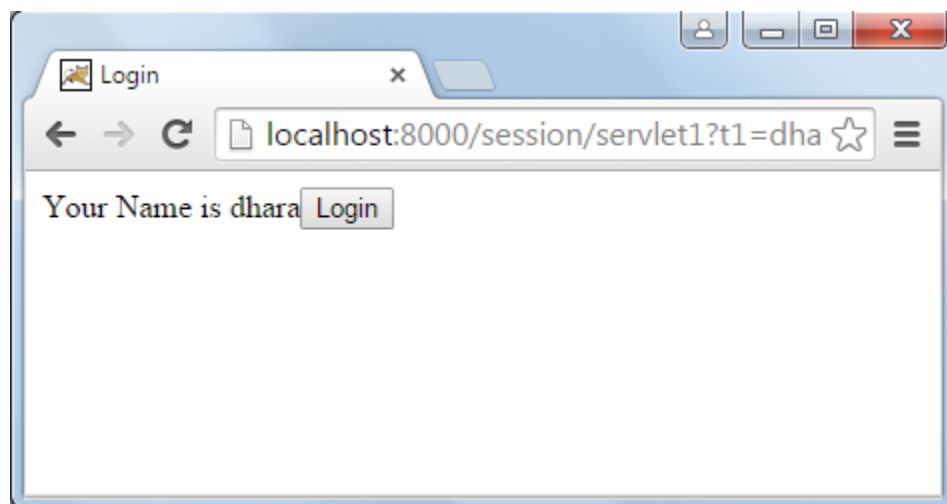 Login
localhost:8000/session/servlet1?t1=dha
Your Name is dhara Login